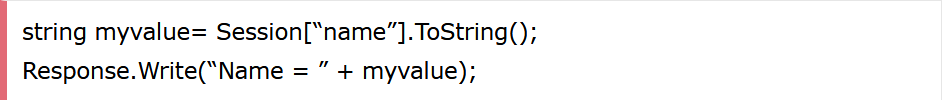 string myvalue= Session[“name”].ToString();
Response.Write(“Name = ” + myvalue);